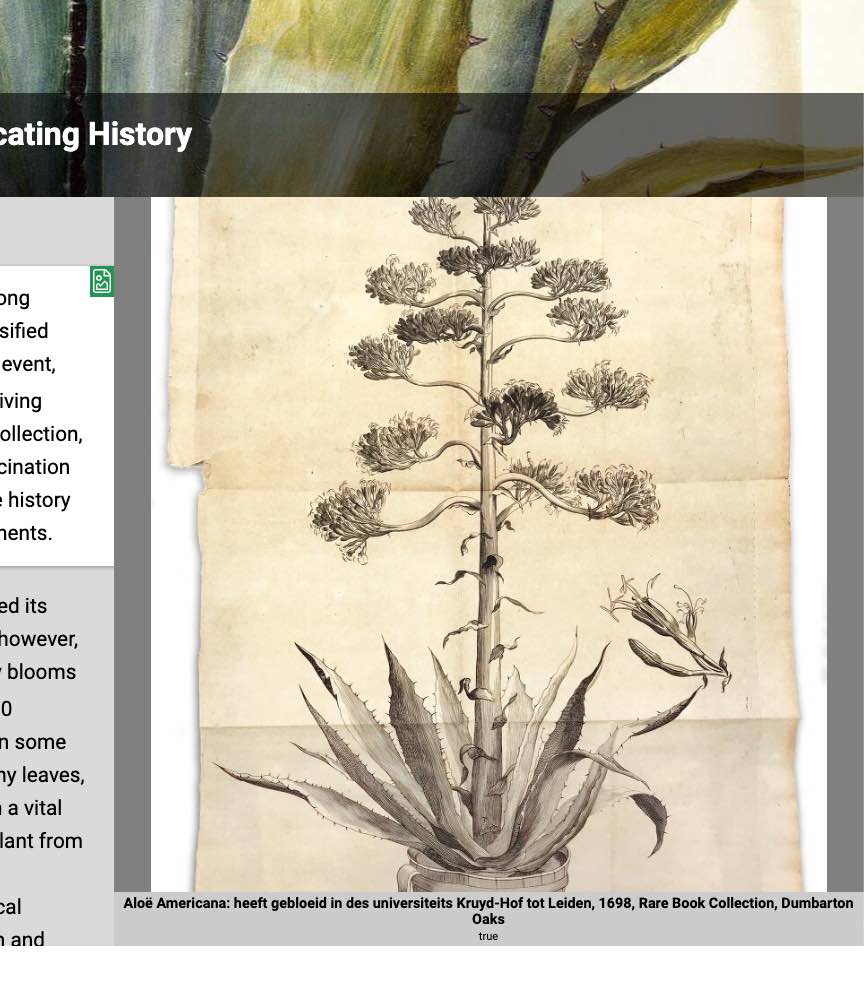 cating History
ong
sified
event,
iving
ollection,
cination
e history
nents.
ed its
however,
y blooms
0
n some
ny leaves,
a vital
lant from
cal
n and
Aloë Americana: heeft gebloeid in des universiteits Kruyd-Hof tot Leiden, 1698, Rare Book Collection, Dumbarton
Oaks
true